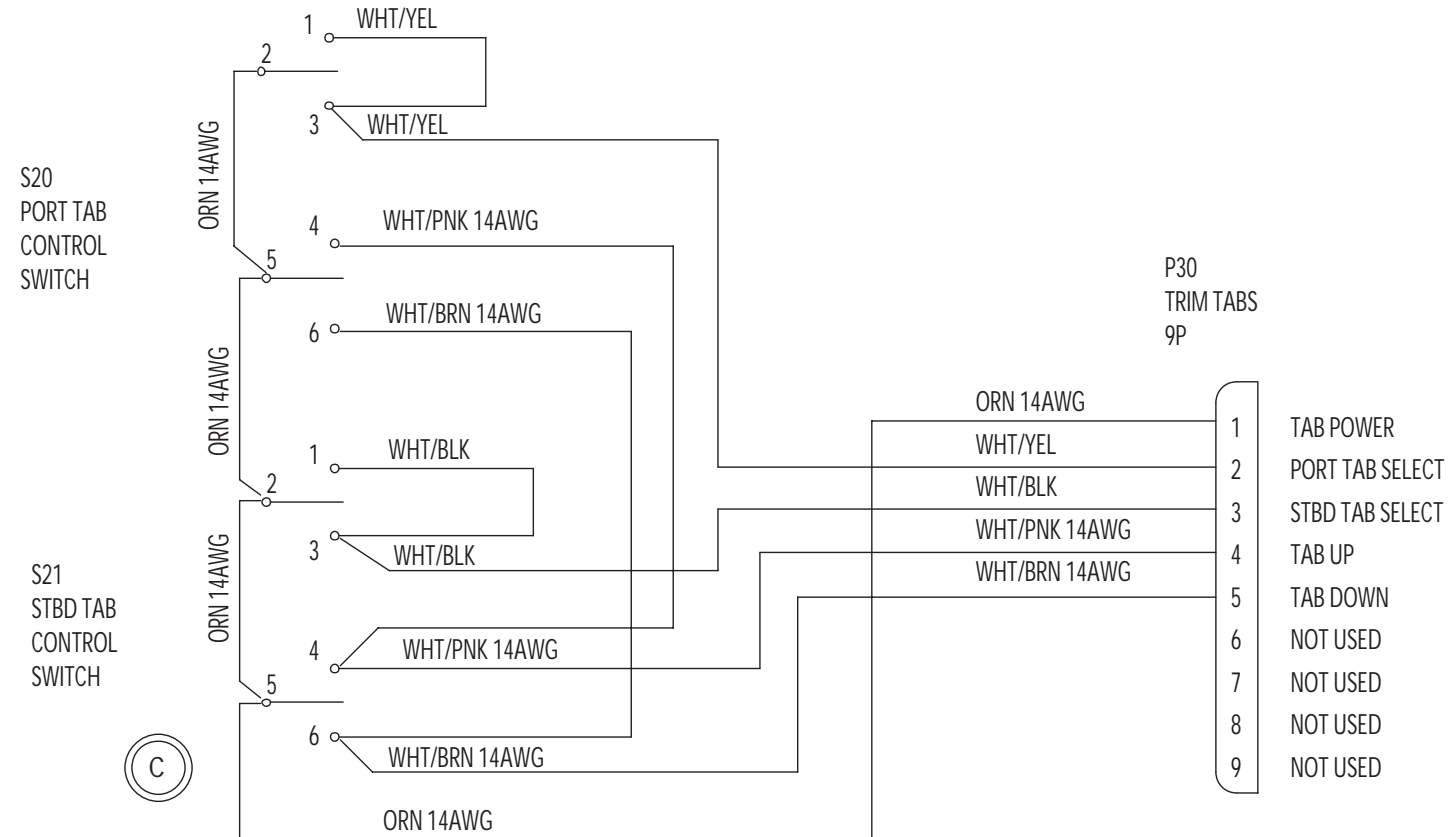 1
WHT/YEL
2
3
WHT/YEL
ORN 14AWG
S20
PORT TAB
CONTROL
SWITCH
4
WHT/PNK 14AWG
5
6
WHT/BRN 14AWG
ORN 14AWG
1
WHT/BLK
2
3
WHT/BLK
ORN 14AWG
S21
STBD TAB
CONTROL
SWITCH
4
WHT/PNK 14AWG
5
6
WHT/BRN 14AWG
C
ORN 14AWG
P30
TRIM TABS
9P
ORN 14AWG
1 TAB POWER
WHT/YEL
2 PORT TAB SELECT
WHT/BLK
3 STBD TAB SELECT
WHT/PNK 14AWG
4 TAB UP
WHT/BRN 14AWG
5 TAB DOWN
6 NOT USED
7 NOT USED
8 NOT USED
9 NOT USED